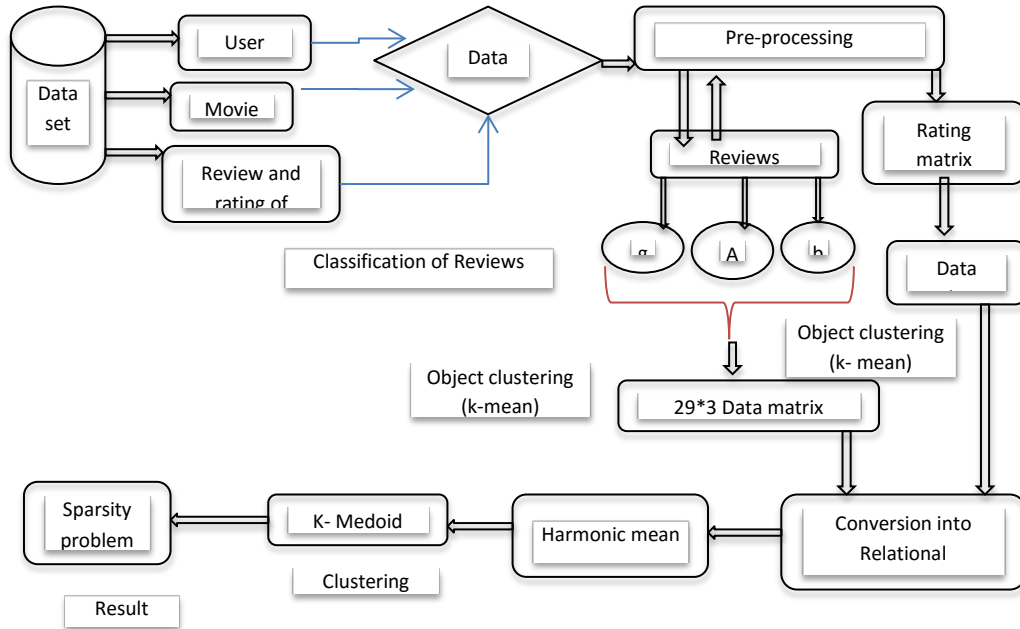 User
Pre-processing
Data
Data
set
Movie
Rating
matrix
Reviews
Review and
rating of
g
A
b
Classification of Reviews
Data
Object clustering
(k- mean)
Object clustering
(k-mean)
29*3 Data matrix
Sparsity
problem
K- Medoid
Harmonic mean
Conversion into
Relational
Clustering
Result